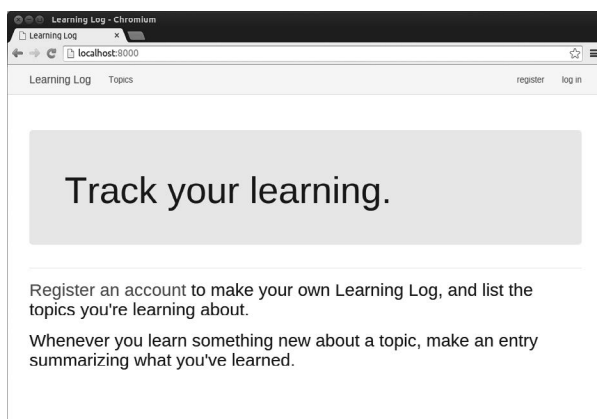 Learning Log - Chromium
Learning Log ×
localhost:8000
Learning Log Topics register log in
Track your learning.
Register an account to make your own Learning Log, and list the
topics you're learning about.
Whenever you learn something new about a topic, make an entry
summarizing what you've learned.